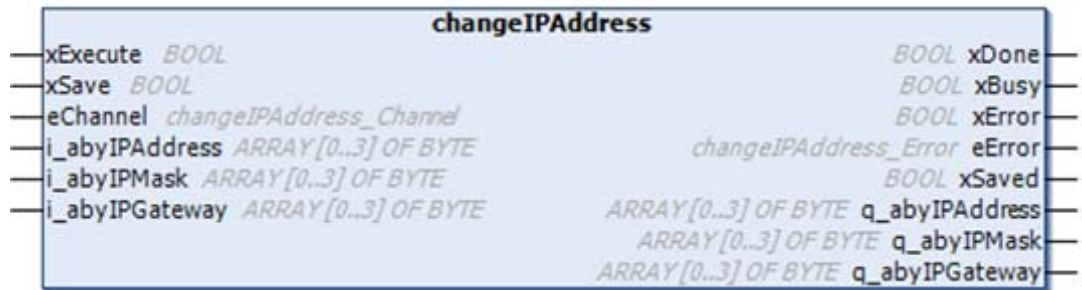 changeIPAddress
xExecute BOOL BOOL xDone
xSave BOOL BOOL xBusy
eChannel changeIPAddress_Channel BOOL xError
i_abyIPAddress ARRAY [0..3] OF BYTE changeIPAddress_Error eError
i_abyIPMask ARRAY [0..3] OF BYTE BOOL xSaved
i_abyIPGateway ARRAY [0..3] OF BYTE ARRAY [0..3] OF BYTE q_abyIPAddress
ARRAY [0..3] OF BYTE q_abyIPMask
ARRAY [0..3] OF BYTE q_abyIPGateway